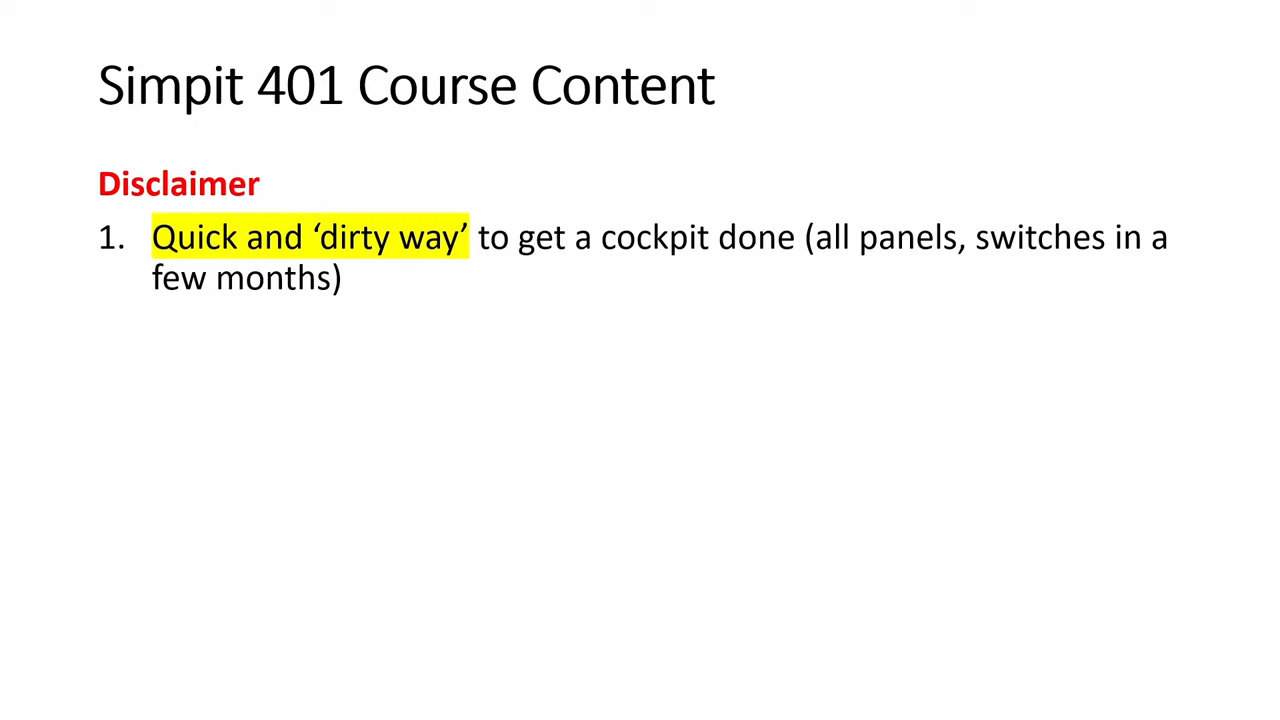 Simpit 401 Course Content
Disclaimer
1. Quick and ‘dirty way’ to get a cockpit done (all panels, switches in a
few months)